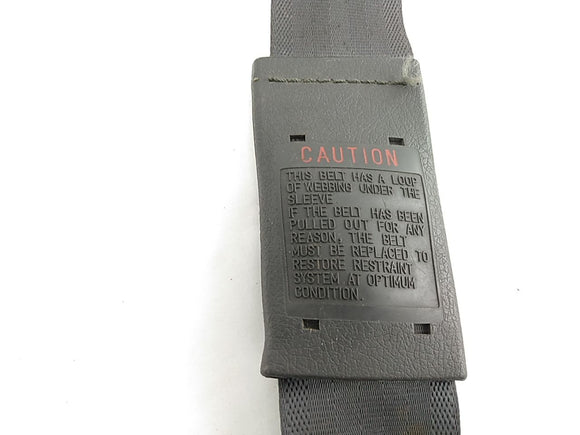 CAUTION
THIS BELT HAS A LOOP
OF WEBBING UNDER THE
SLEEVE
IF THE BELT HAS BEEN
PULLED OUT FOR ANY
REASON, THE BELT
MUST BE REPLACED TO
RESTORE RESTRAINT
SYSTEM AT OPTIMUM
CONDITION.